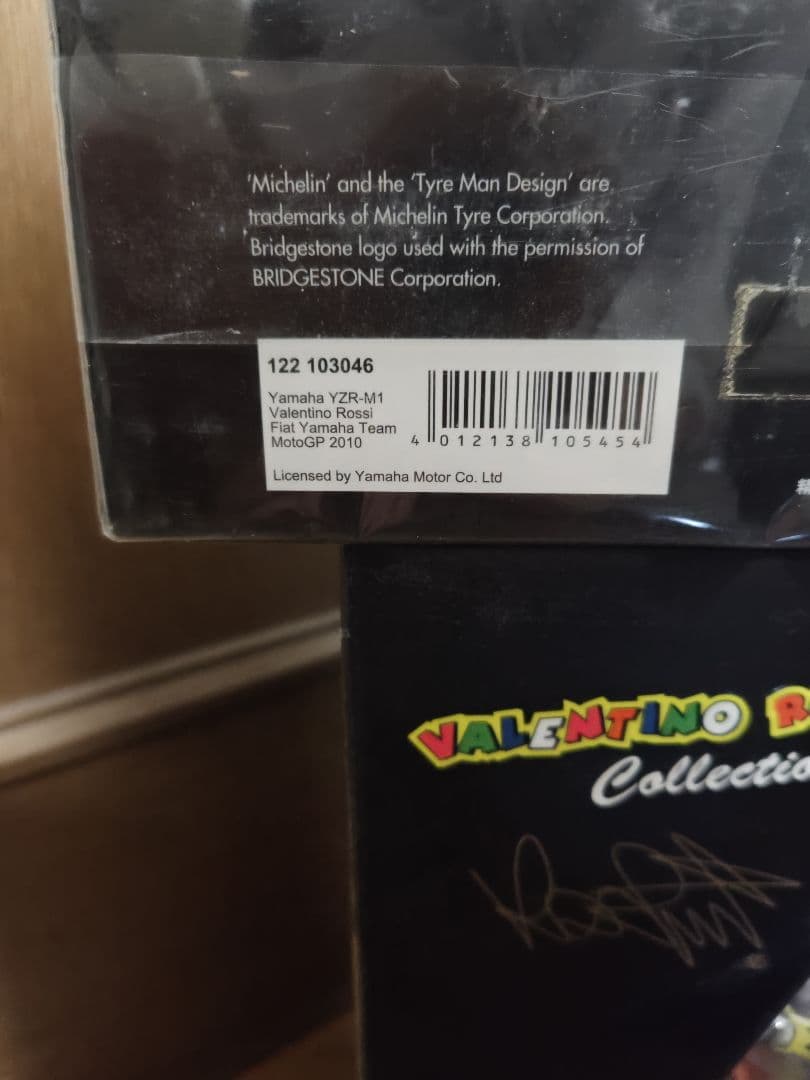 'Michelin' and the 'Tyre Man Design' are
trademarks of Michelin Tyre Corporation.
Bridgestone logo used with the permission of
BRIDGESTONE Corporation.
122 103046
Yamaha YZR-M1
Valentino Rossi
Fiat Yamaha Team
MotoGP 2010
4 012138 105454
Licensed by Yamaha Motor Co. Ltd
VALENTINO R
Collectio